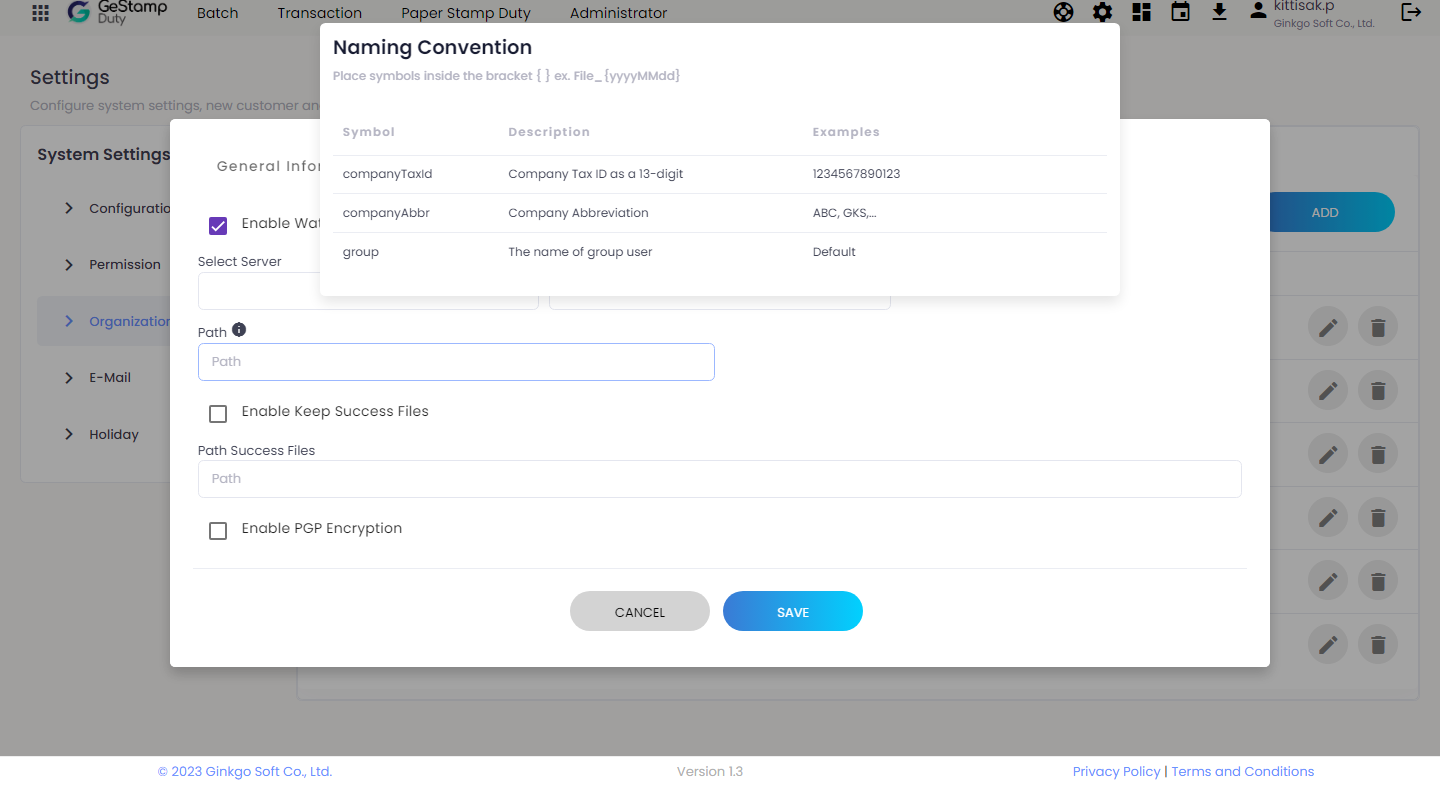 GeStamp
Duty
Batch
Transaction
Paper Stamp Duty
Administrator
kittisak.p
Ginkgo Soft Co., Ltd.
Naming Convention
Place symbols inside the bracket { } ex. File_{yyyyMMdd}
Symbol Description Examples
companyTaxId Company Tax ID as a 13-digit 1234567890123
companyAbbr Company Abbreviation ABC, GKS,...
group The name of group user Default
Settings
Configure system settings, new customer
System Settings
Configuratio
Permission
Organization
E-Mail
Holiday
General Infor
Enable Wat
Select Server
Path
Path
Enable Keep Success Files
Path Success Files
Path
Enable PGP Encryption
CANCEL
SAVE
ADD
© 2023 Ginkgo Soft Co., Ltd.
Version 1.3
Privacy Policy | Terms and Conditions